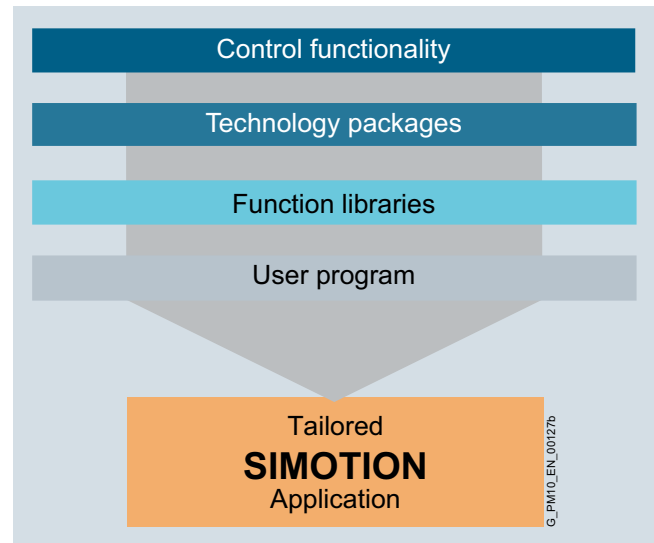 Control functionality
Technology packages
Function libraries
User program
Tailored
SIMOTION
Application
G_PM10_EN_00127b